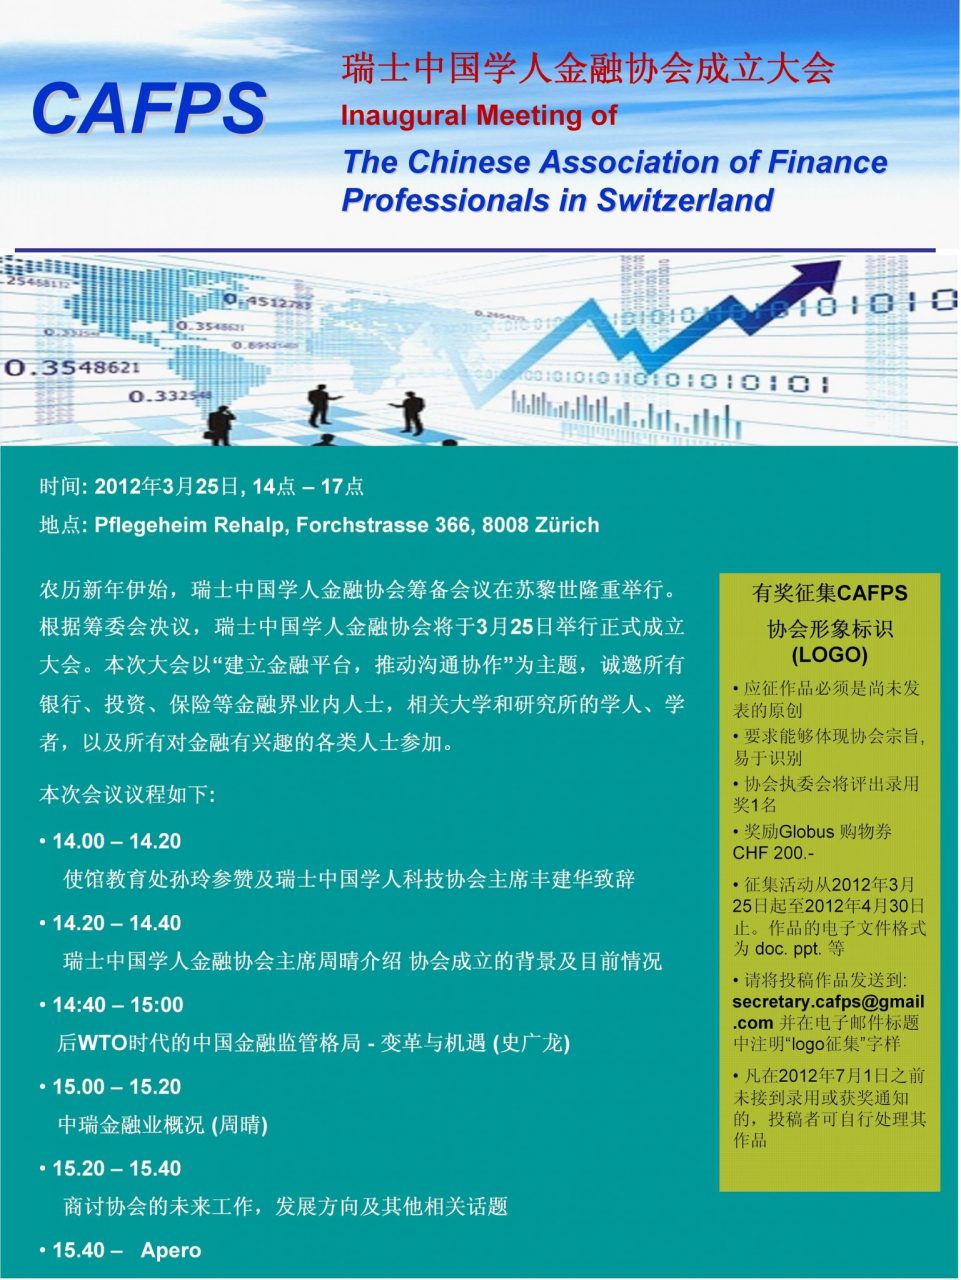 CAFPS
瑞士中国学人金融协会成立大会
Inaugural Meeting of
The Chinese Association of Finance
Professionals in Switzerland
0.4512783
0.3548621
0.3548621
时间: 2012年3月25日, 14点 – 17点
地点: Pflegeheim Rehalp, Forchstrasse 366, 8008 Zürich
农历新年伊始，瑞士中国学人金融协会筹备会议在苏黎世隆重举行。
根据筹委会决议，瑞士中国学人金融协会将于3月25日举行正式成立
大会。本次大会以“建立金融平台，推动沟通协作”为主题，诚邀所有
银行、投资、保险等金融界业内人士，相关大学和研究所的学人、学
者，以及所有对金融有兴趣的各类人士参加。
本次会议议程如下:
• 14.00 – 14.20
使馆教育处孙玲参赞及瑞士中国学人科技协会主席丰建华致辞
• 14.20 – 14.40
瑞士中国学人金融协会主席周晴介绍 协会成立的背景及目前情况
• 14:40 – 15:00
后WTO时代的中国金融监管格局 - 变革与机遇 (史广龙)
• 15.00 – 15.20
中瑞金融业概况 (周晴)
• 15.20 – 15.40
商讨协会的未来工作，发展方向及其他相关话题
• 15.40 – Apero
有奖征集CAFPS
协会形象标识
(LOGO)
• 应征作品必须是尚未发
表的原创
• 要求能够体现协会宗旨,
易于识别
• 协会执委会将评出录用
奖1名
• 奖励Globus 购物券
CHF 200.-
• 征集活动从2012年3月
25日起至2012年4月30日
止。作品的电子文件格式
为 doc. ppt. 等
• 请将投稿作品发送到:
secretary.cafps@gmail
.com 并在电子邮件标题
中注明“logo征集”字样
• 凡在2012年7月1日之前
未接到录用或获奖通知
的，投稿者可自行处理其
作品